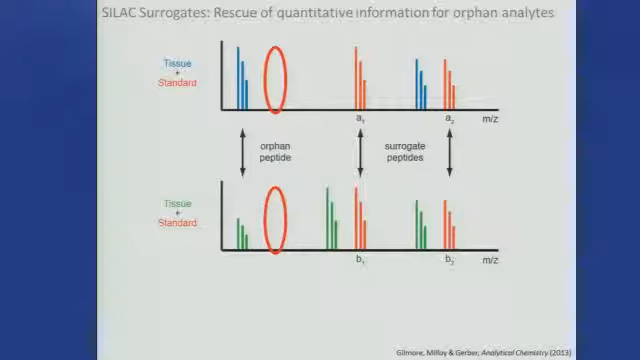 SILAC Surrogates: Rescue of quantitative information for orphan analytes
Tissue
+
Standard
a1
a2
m/z
orphan
peptide
surrogate
peptides
Tissue
+
Standard
b1
b2
m/z
Gilmore, Milloy & Gerber, Analytical Chemistry (2013)